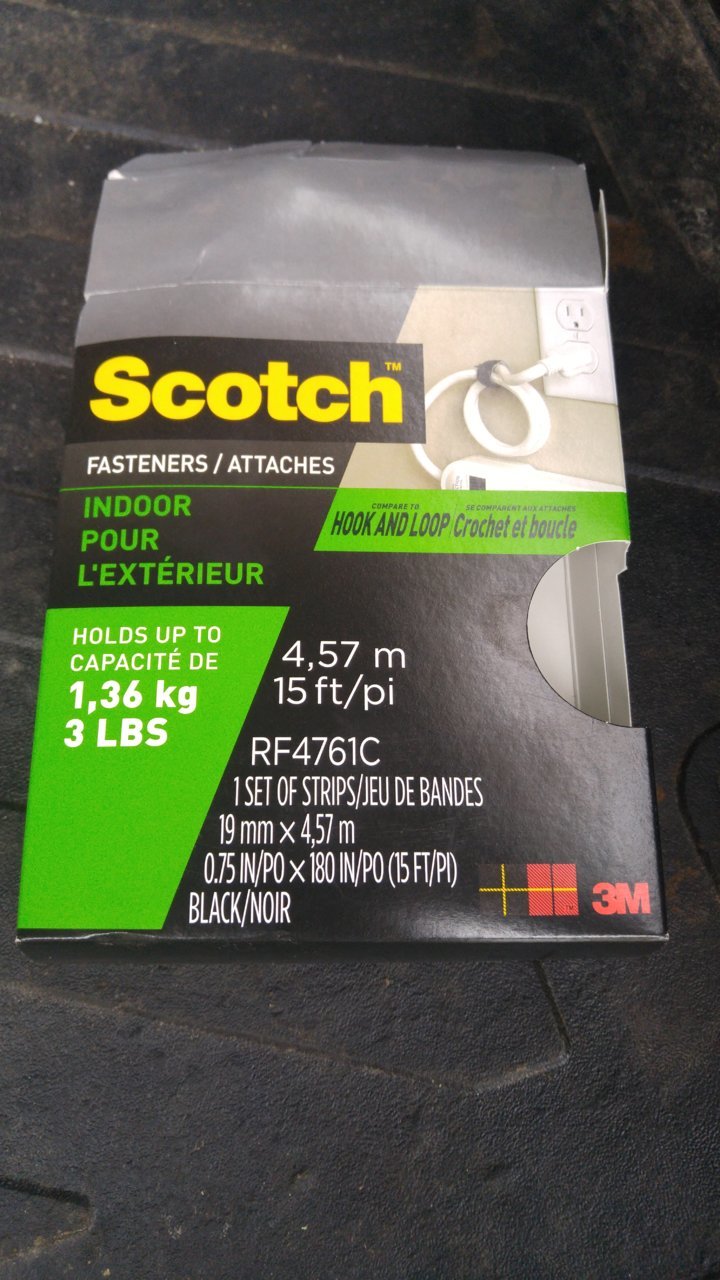 Scotch™
FASTENERS / ATTACHES
INDOOR
POUR
L'EXTÉRIEUR
COMPARE TO SE COMPARENT AUX ATTACHES
HOOK AND LOOP / Crochet et boucle
HOLDS UP TO
CAPACITÉ DE
1,36 kg
3 LBS
4,57 m
15 ft/pi
RF4761C
1 SET OF STRIPS/JEU DE BANDES
19 mm × 4,57 m
0.75 IN/PO × 180 IN/PO (15 FT/PI)
BLACK/NOIR
3M